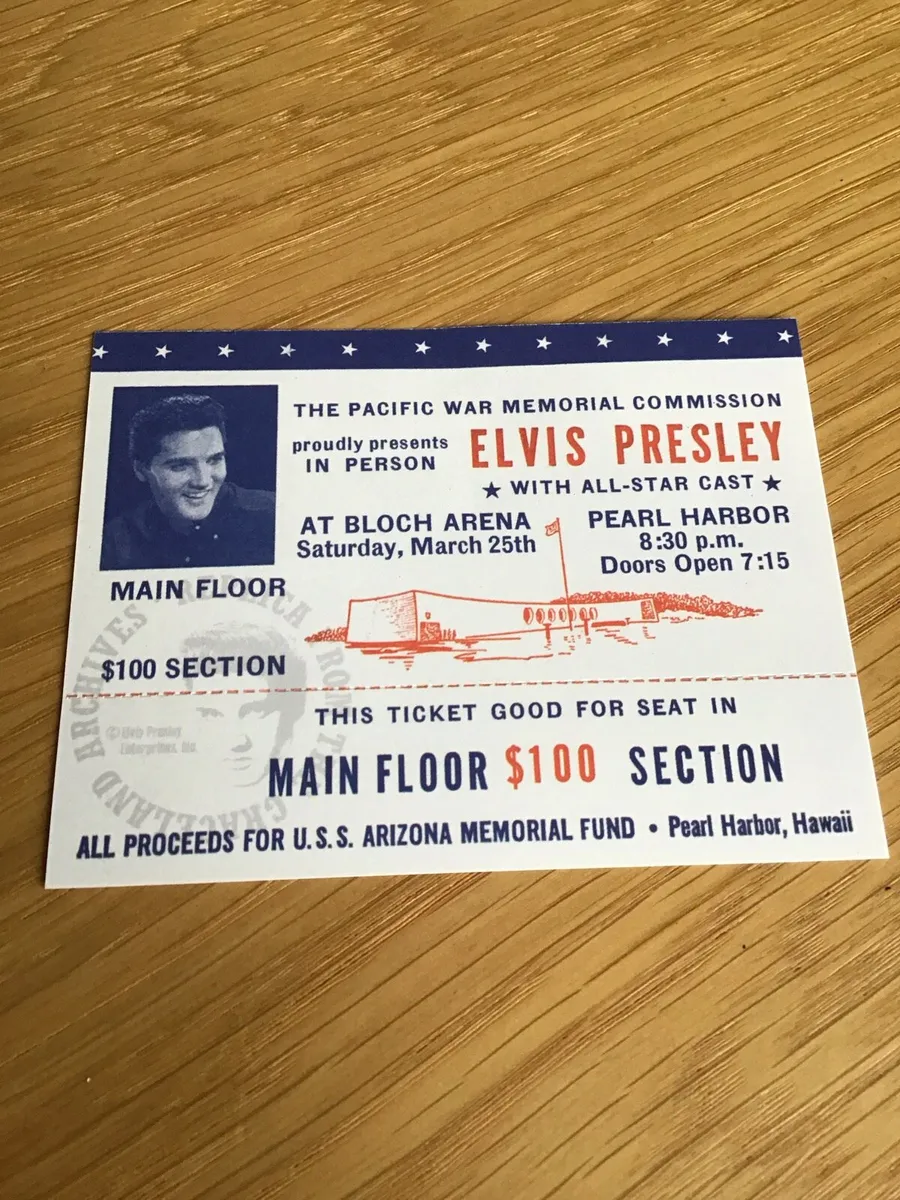 THE PACIFIC WAR MEMORIAL COMMISSION
proudly presents
IN PERSON
ELVIS PRESLEY
★ WITH ALL-STAR CAST ★
AT BLOCH ARENA
Saturday, March 25th
PEARL HARBOR
8:30 p.m.
Doors Open 7:15
MAIN FLOOR
$100 SECTION
THIS TICKET GOOD FOR SEAT IN
MAIN FLOOR $100 SECTION
ALL PROCEEDS FOR U.S.S. ARIZONA MEMORIAL FUND • Pearl Harbor, Hawaii
GRACELAND ARCHIVES REPLICA
© Elvis Presley
Enterprises, Inc.